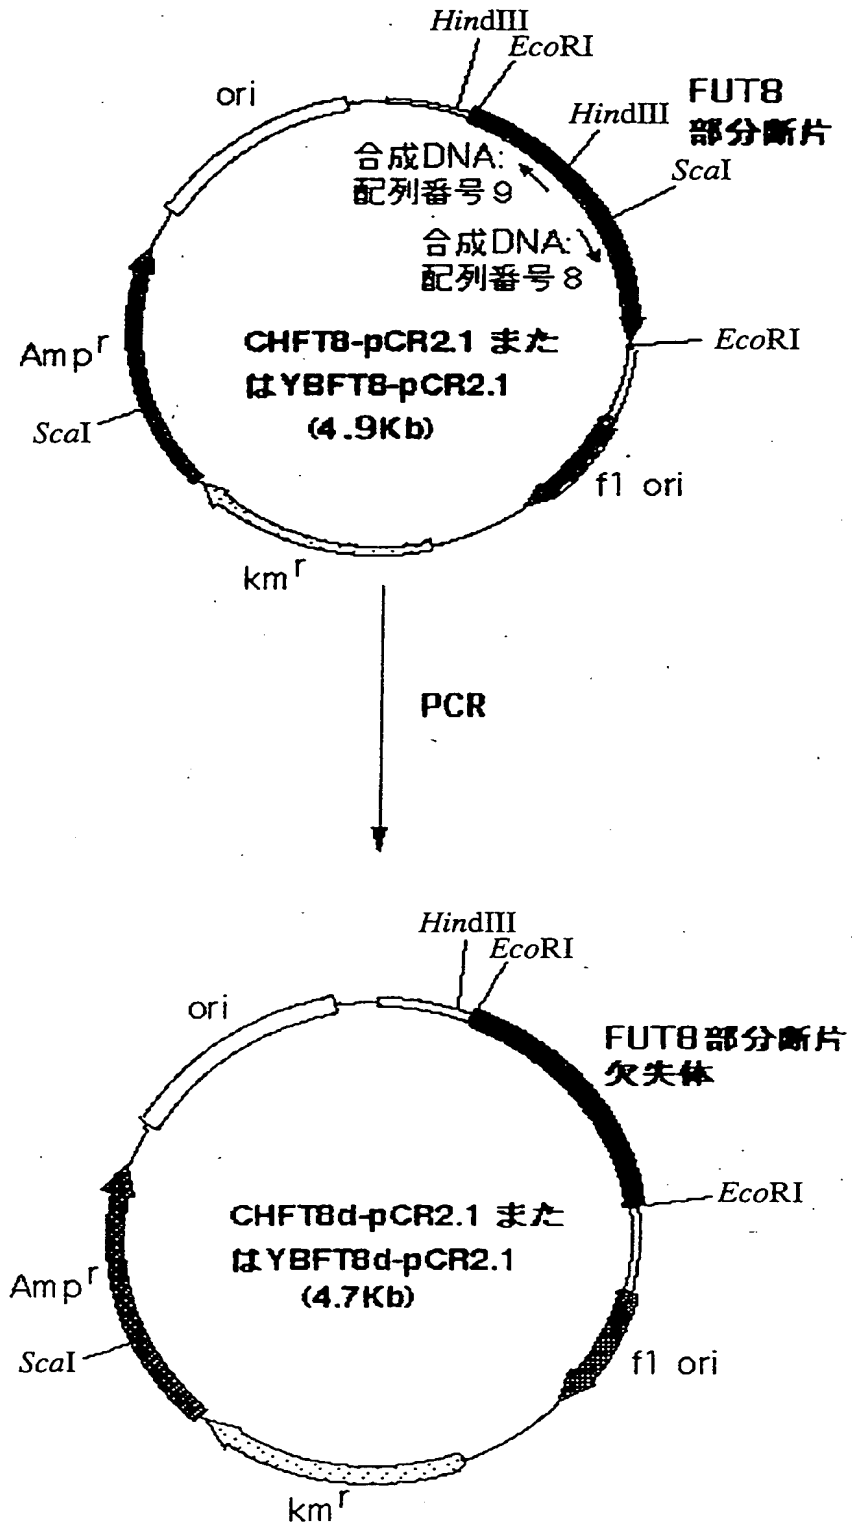 HindIII
EcoRI
ori
FUT8
部分断片
HindIII
ScaI
合成DNA:
配列番号9
合成DNA:
配列番号8
CHFT8-pCR2.1 また
はYBFT8-pCR2.1
(4.9Kb)
EcoRI
Amp r
ScaI
f1 ori
km r
PCR
HindIII
EcoRI
ori
FUT8部分断片
欠失体
EcoRI
CHFT8d-pCR2.1 また
はYBFT8d-pCR2.1
(4.7Kb)
Amp r
ScaI
f1 ori
km r